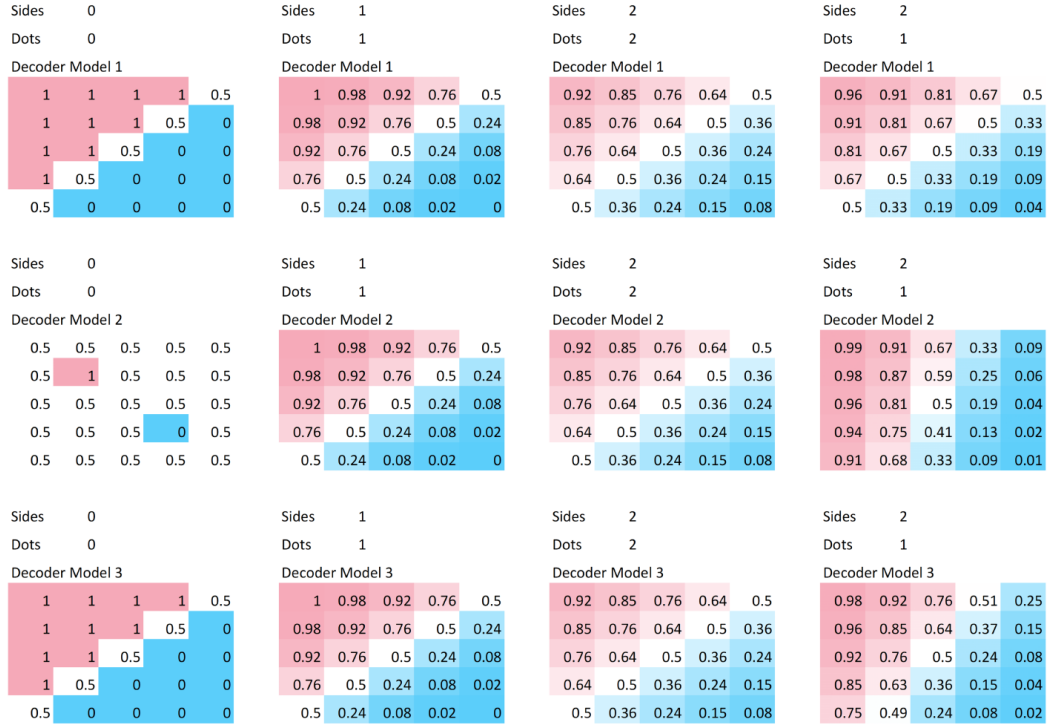 Sides 0 Sides 1 Sides 2 Sides 2
Dots 0 Dots 1 Dots 2 Dots 1
Decoder Model 1 Decoder Model 1 Decoder Model 1 Decoder Model 1
1 1 1 1 0.5 1 0.98 0.92 0.76 0.5 0.92 0.85 0.76 0.64 0.5 0.96 0.91 0.81 0.67 0.5
1 1 1 0.5 0 0.98 0.92 0.76 0.5 0.24 0.85 0.76 0.64 0.5 0.36 0.91 0.81 0.67 0.5 0.33
1 1 0.5 0 0 0.92 0.76 0.5 0.24 0.08 0.76 0.64 0.5 0.36 0.24 0.81 0.67 0.5 0.33 0.19
1 0.5 0 0 0 0.76 0.5 0.24 0.08 0.02 0.64 0.5 0.36 0.24 0.15 0.67 0.5 0.33 0.19 0.09
0.5 0 0 0 0 0.5 0.24 0.08 0.02 0 0.5 0.36 0.24 0.15 0.08 0.5 0.33 0.19 0.09 0.04
Sides 0 Sides 1 Sides 2 Sides 2
Dots 0 Dots 1 Dots 2 Dots 1
Decoder Model 2 Decoder Model 2 Decoder Model 2 Decoder Model 2
0.5 0.5 0.5 0.5 0.5 1 0.98 0.92 0.76 0.5 0.92 0.85 0.76 0.64 0.5 0.99 0.91 0.67 0.33 0.09
0.5 1 0.5 0.5 0.5 0.98 0.92 0.76 0.5 0.24 0.85 0.76 0.64 0.5 0.36 0.98 0.87 0.59 0.25 0.06
0.5 0.5 0.5 0.5 0.5 0.92 0.76 0.5 0.24 0.08 0.76 0.64 0.5 0.36 0.24 0.96 0.81 0.5 0.19 0.04
0.5 0.5 0.5 0 0.5 0.76 0.5 0.24 0.08 0.02 0.64 0.5 0.36 0.24 0.15 0.94 0.75 0.41 0.13 0.02
0.5 0.5 0.5 0.5 0.5 0.5 0.24 0.08 0.02 0 0.5 0.36 0.24 0.15 0.08 0.91 0.68 0.33 0.09 0.01
Sides 0 Sides 1 Sides 2 Sides 2
Dots 0 Dots 1 Dots 2 Dots 1
Decoder Model 3 Decoder Model 3 Decoder Model 3 Decoder Model 3
1 1 1 1 0.5 1 0.98 0.92 0.76 0.5 0.92 0.85 0.76 0.64 0.5 0.98 0.92 0.76 0.51 0.25
1 1 1 0.5 0 0.98 0.92 0.76 0.5 0.24 0.85 0.76 0.64 0.5 0.36 0.96 0.85 0.64 0.37 0.15
1 1 0.5 0 0 0.92 0.76 0.5 0.24 0.08 0.76 0.64 0.5 0.36 0.24 0.92 0.76 0.5 0.24 0.08
1 0.5 0 0 0 0.76 0.5 0.24 0.08 0.02 0.64 0.5 0.36 0.24 0.15 0.85 0.63 0.36 0.15 0.04
0.5 0 0 0 0 0.5 0.24 0.08 0.02 0 0.5 0.36 0.24 0.15 0.08 0.75 0.49 0.24 0.08 0.02